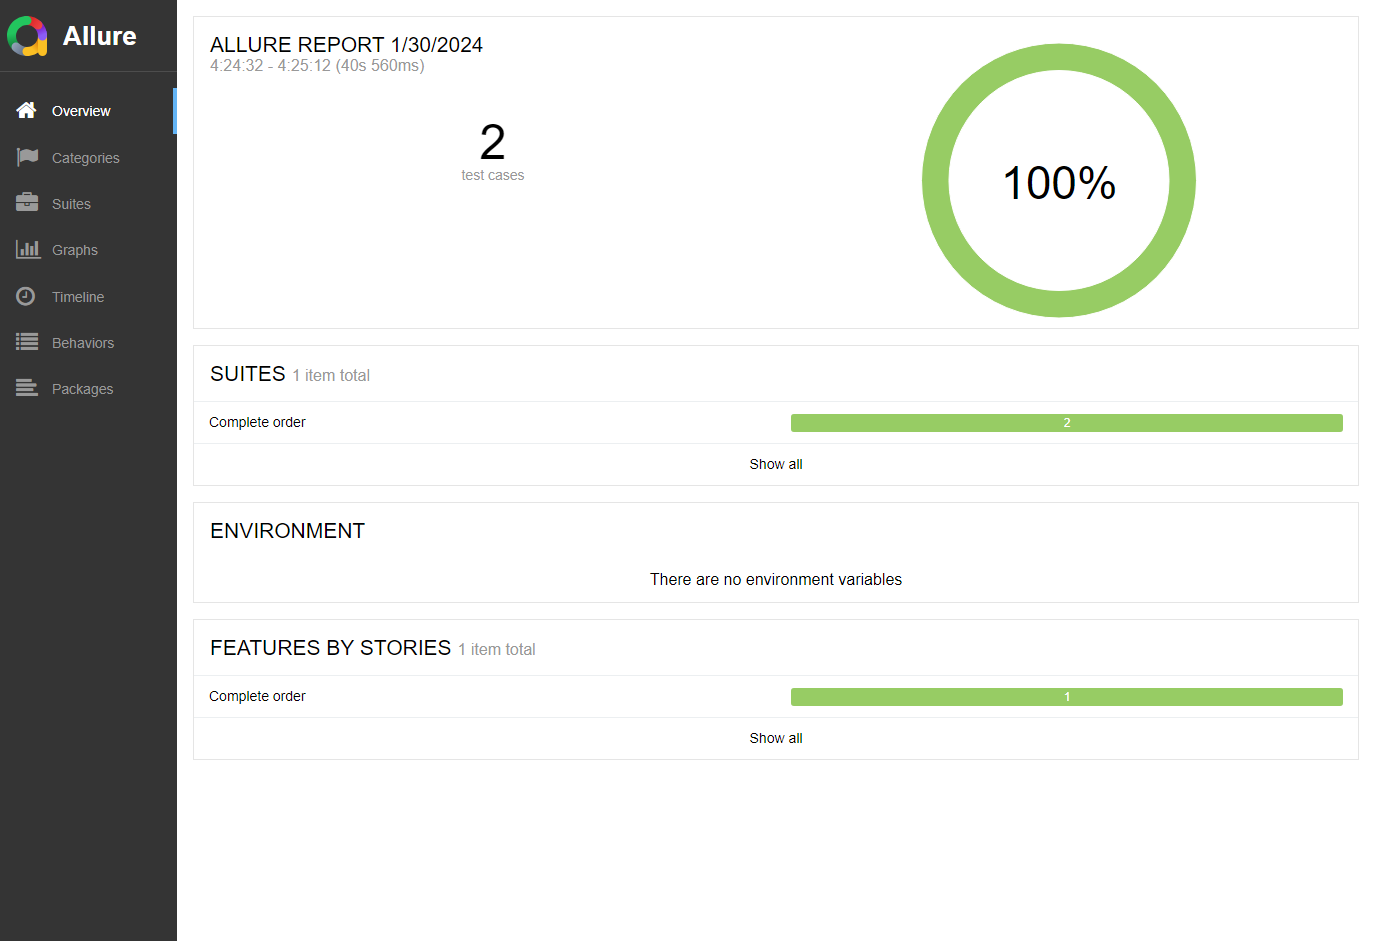 Allure
Overview
Categories
Suites
Graphs
Timeline
Behaviors
Packages
ALLURE REPORT 1/30/2024
4:24:32 - 4:25:12 (40s 560ms)
2
test cases
100%
SUITES 1 item total
Complete order 2
Show all
ENVIRONMENT
There are no environment variables
FEATURES BY STORIES 1 item total
Complete order 1
Show all